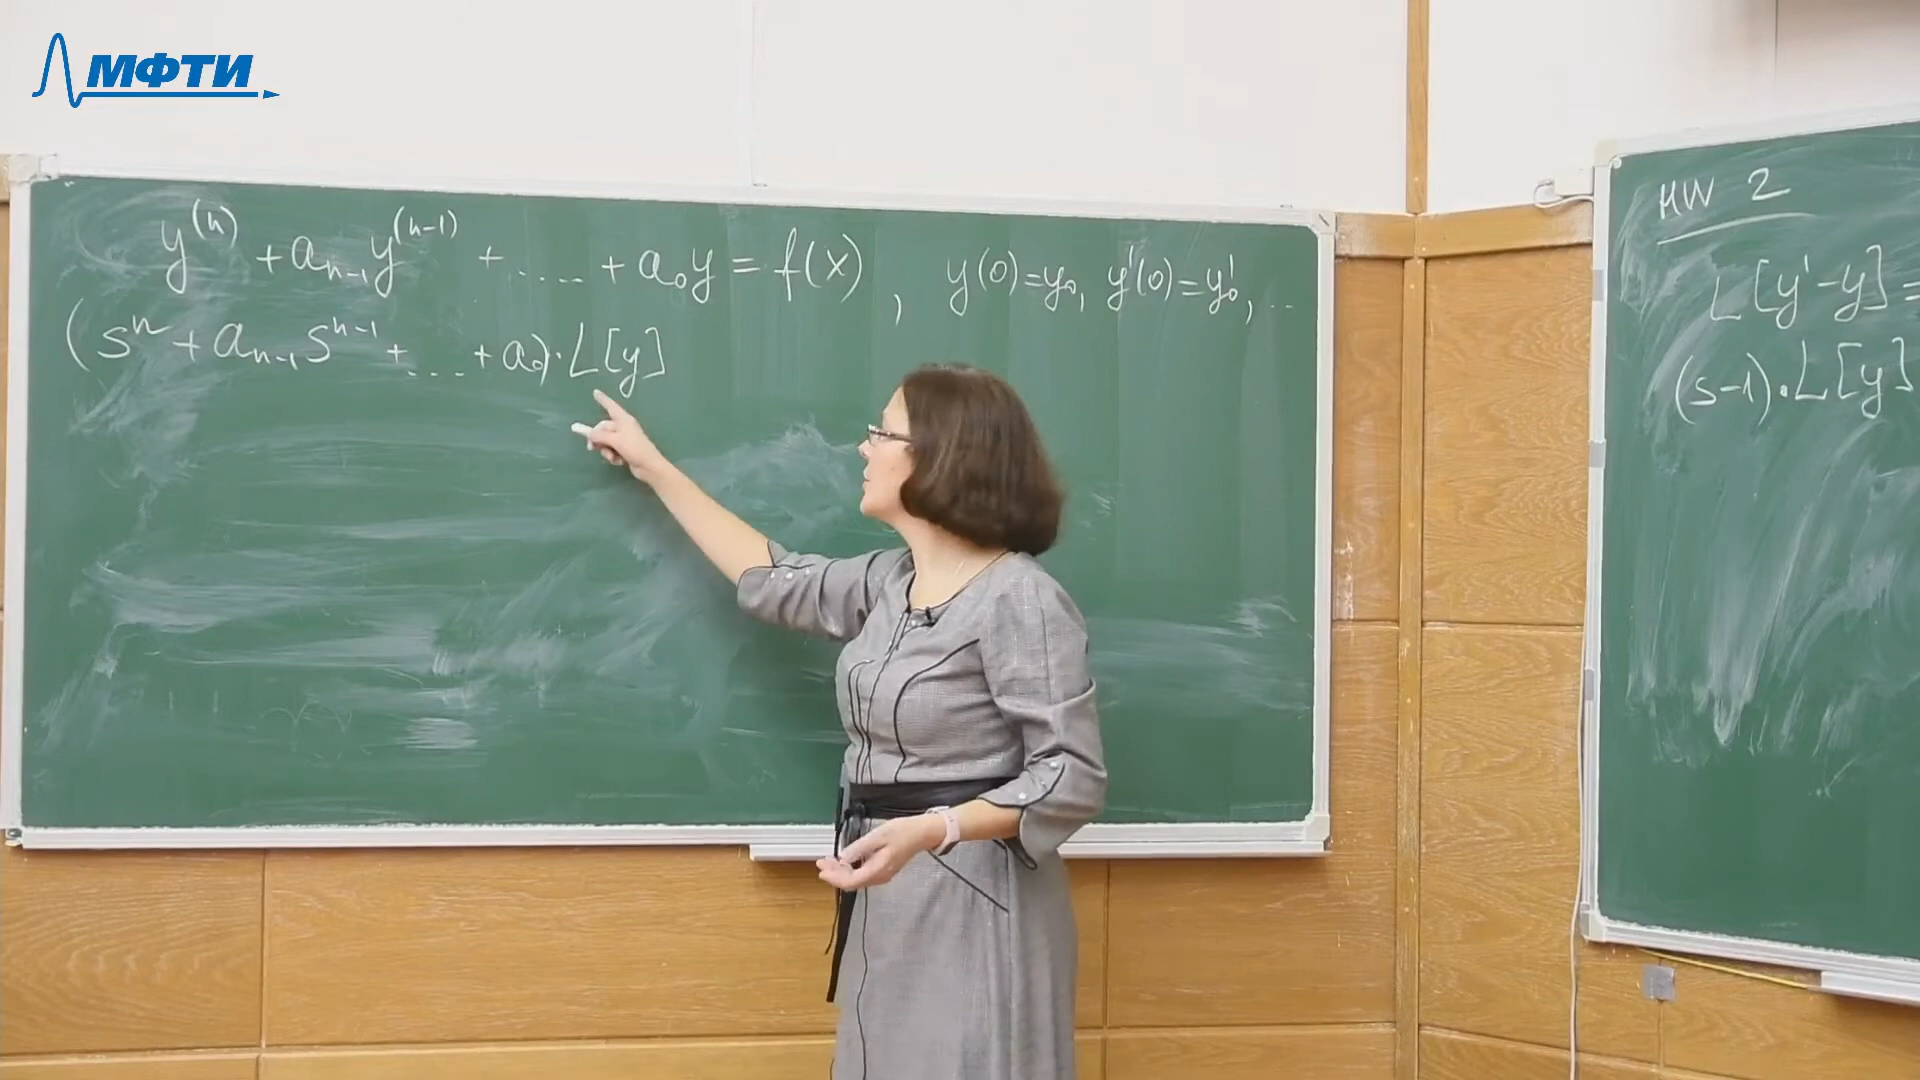 МФТИ
y^(n) + a_{n-1}y^(n-1) + ..... + a_0y = f(x) , y(0)=y_0, y'(0)=y'_0, ..
(s^n + a_{n-1}s^{n-1} + .... + a_0)·L[y]
HW 2
L[y'-y] =
(s-1)·L[y]